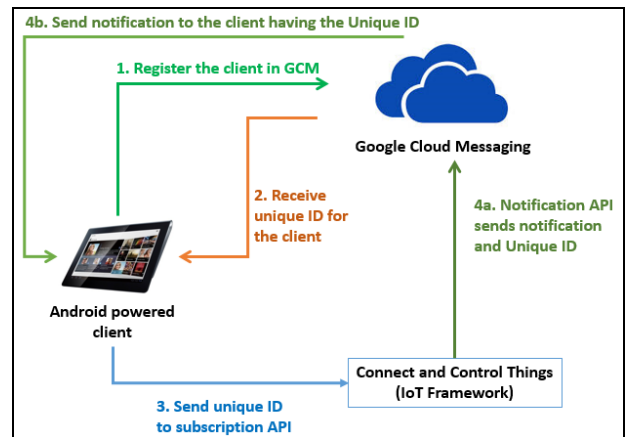 4b. Send notification to the client having the Unique ID
1. Register the client in GCM
Google Cloud Messaging
2. Receive
unique ID for
the client
4a. Notification API
sends notification
and Unique ID
Android powered
client
Connect and Control Things
(IoT Framework)
3. Send unique ID
to subscription API